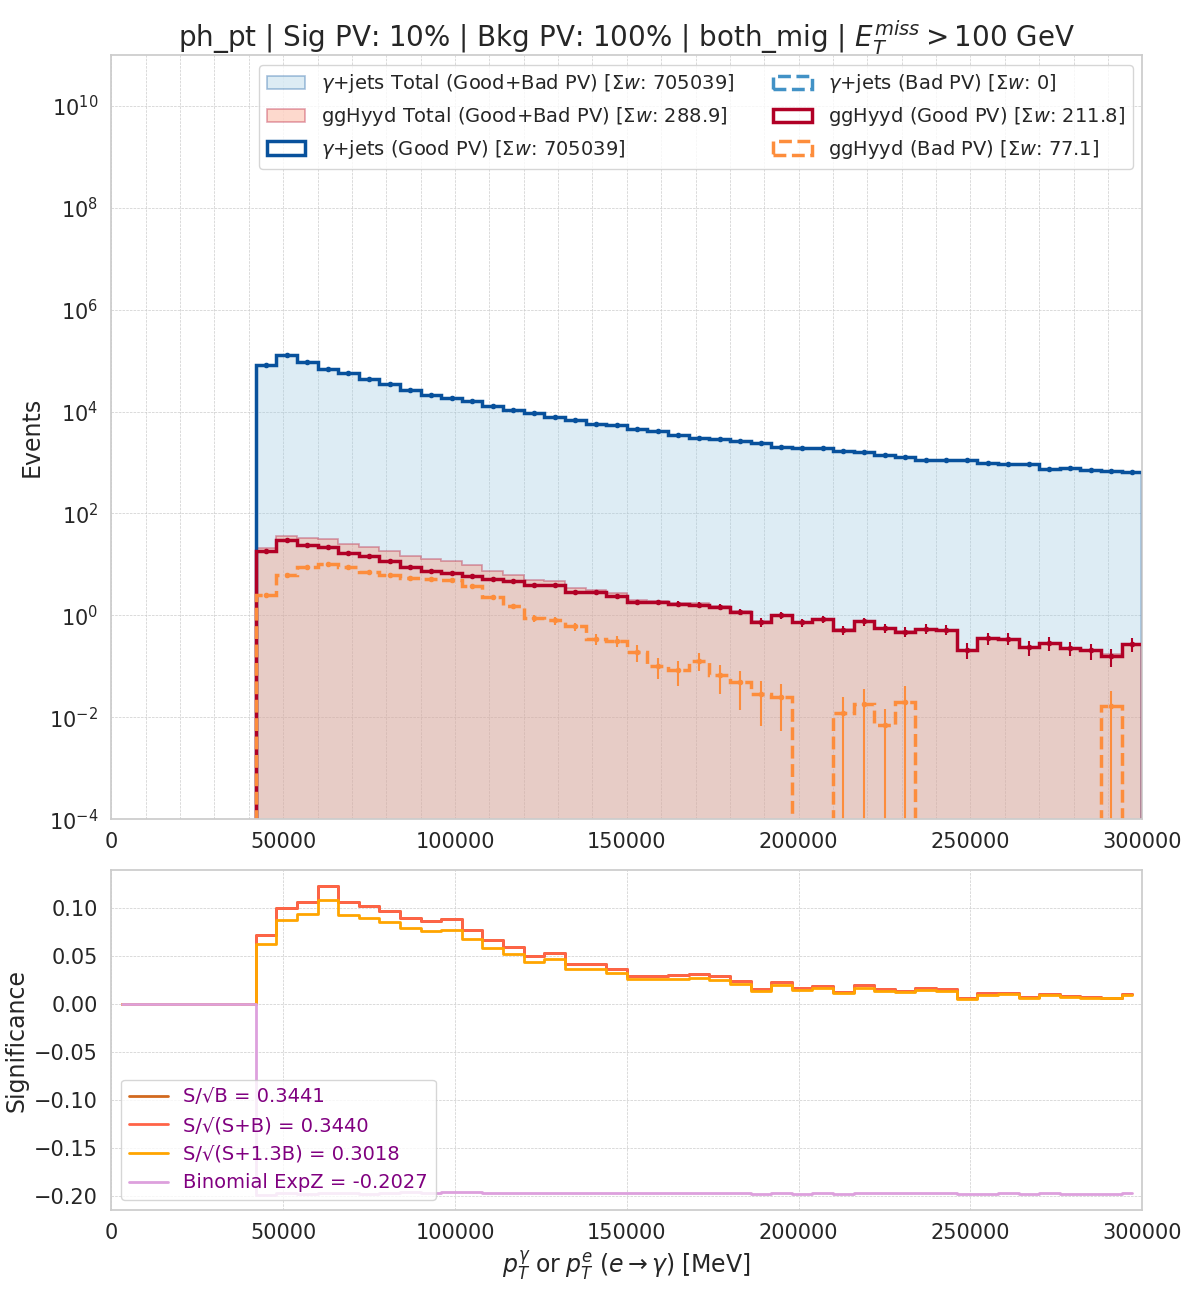 ph_pt | Sig PV: 10% | Bkg PV: 100% | both_mig | E_T^miss > 100 GeV
γ+jets Total (Good+Bad PV) [Σw: 705039]
ggHyyd Total (Good+Bad PV) [Σw: 288.9]
γ+jets (Good PV) [Σw: 705039]
γ+jets (Bad PV) [Σw: 0]
ggHyyd (Good PV) [Σw: 211.8]
ggHyyd (Bad PV) [Σw: 77.1]
Events
10^10
10^8
10^6
10^4
10^2
10^0
10^−2
10^−4
0 50000 100000 150000 200000 250000 300000
Significance
0.10
0.05
0.00
−0.05
−0.10
−0.15
−0.20
S/√B = 0.3441
S/√(S+B) = 0.3440
S/√(S+1.3B) = 0.3018
Binomial ExpZ = -0.2027
0 50000 100000 150000 200000 250000 300000
p_T^γ or p_T^e (e→γ) [MeV]